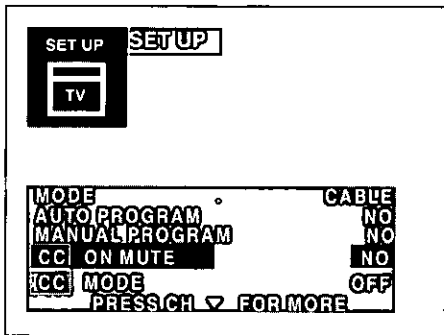 SET UP SET UP
TV
MODE CABLE
AUTO PROGRAM NO
MANUAL PROGRAM NO
CC ON MUTE NO
CC MODE OFF
PRESS CH ▽ FOR MORE